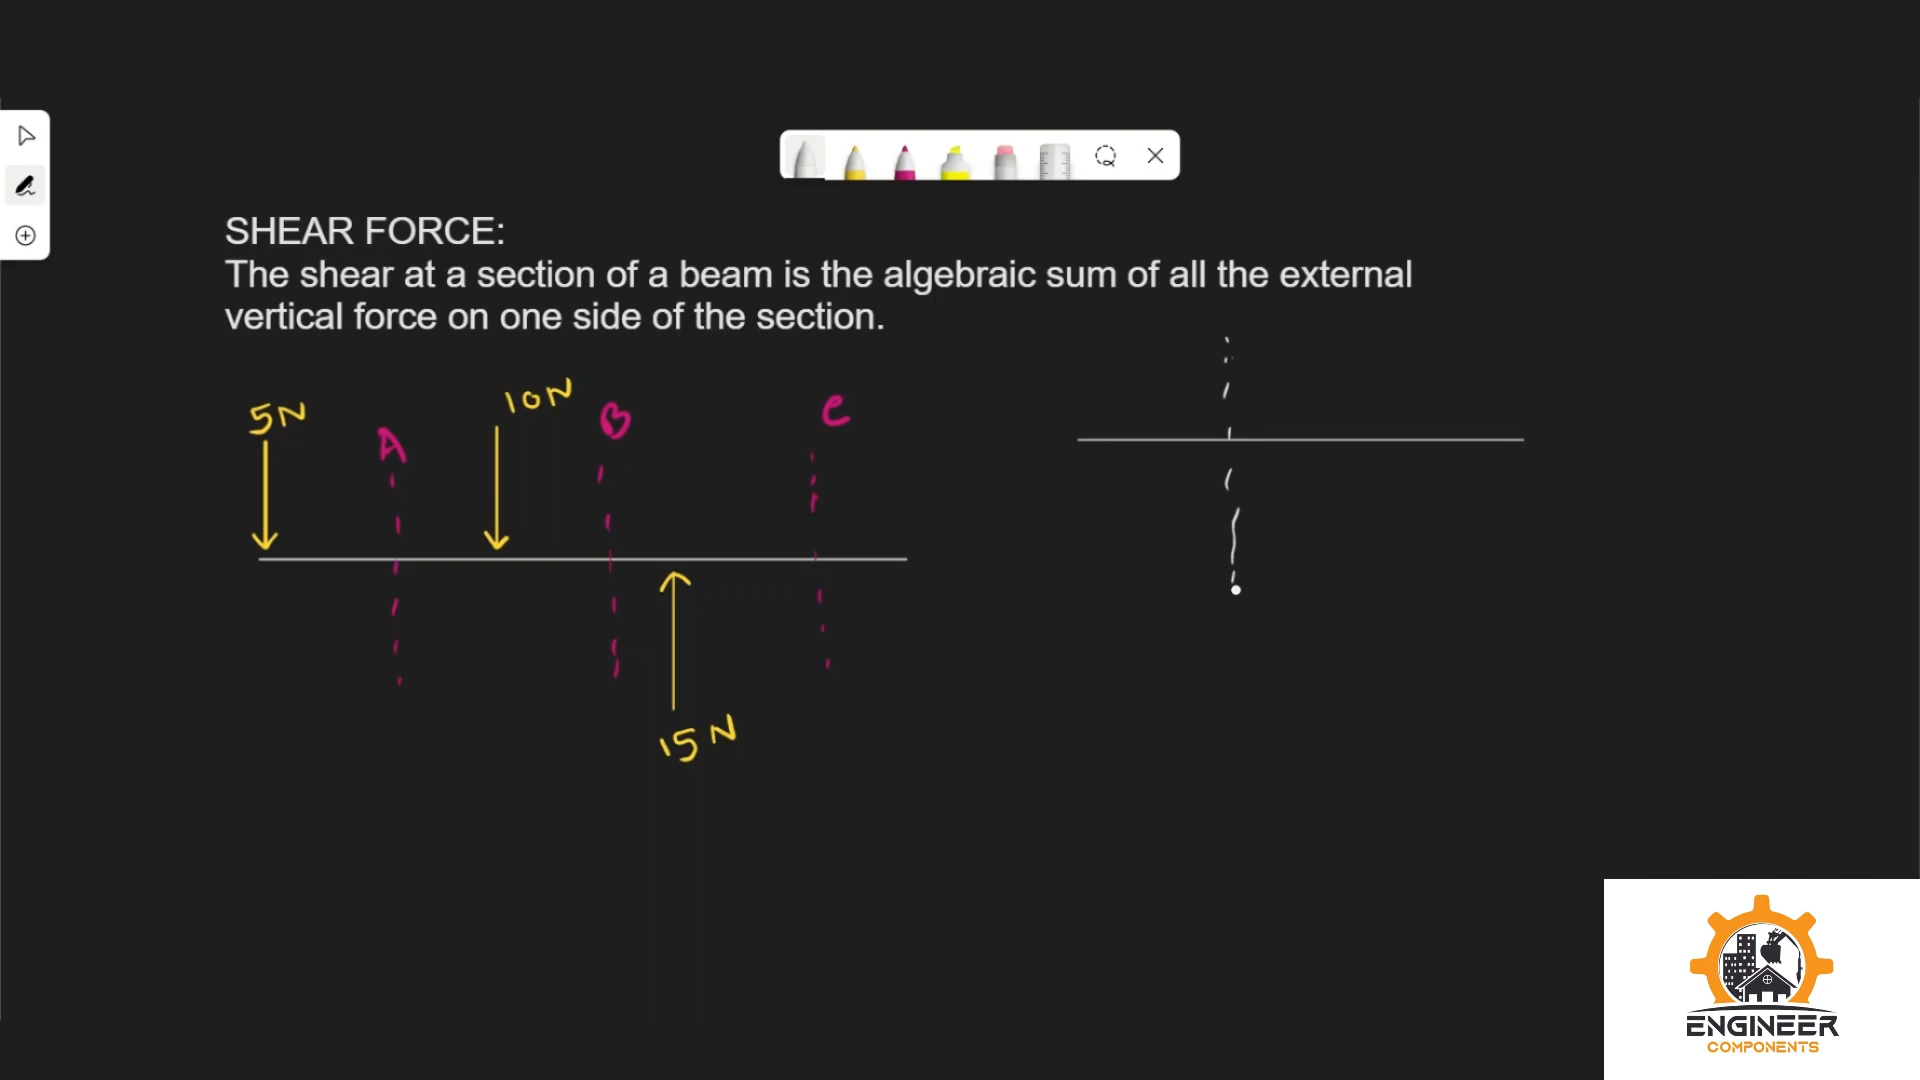 SHEAR FORCE:
The shear at a section of a beam is the algebraic sum of all the external
vertical force on one side of the section.
5N
10N
A
B
C
15N
ENGINEER
COMPONENTS